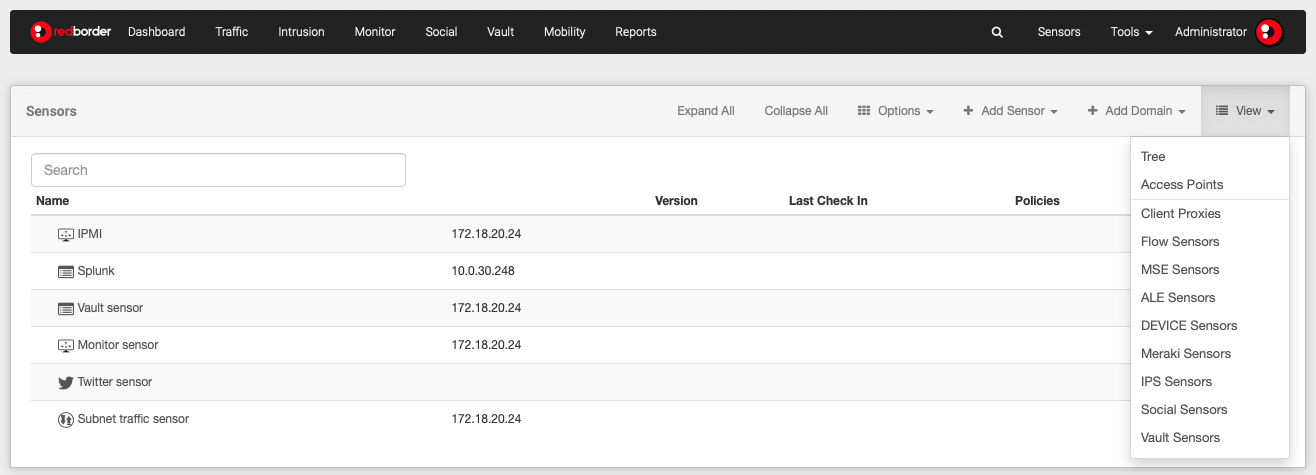 redborder Dashboard Traffic Intrusion Monitor Social Vault Mobility Reports Sensors Tools Administrator
Sensors Expand All Collapse All Options Add Sensor Add Domain View
Search
Name Version Last Check In Policies
IPMI 172.18.20.24
Splunk 10.0.30.248
Vault sensor 172.18.20.24
Monitor sensor 172.18.20.24
Twitter sensor
Subnet traffic sensor 172.18.20.24
Tree
Access Points
Client Proxies
Flow Sensors
MSE Sensors
ALE Sensors
DEVICE Sensors
Meraki Sensors
IPS Sensors
Social Sensors
Vault Sensors